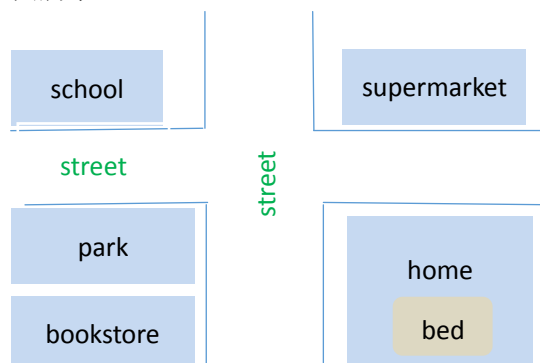 school
supermarket
street
street
park
home
bookstore
bed